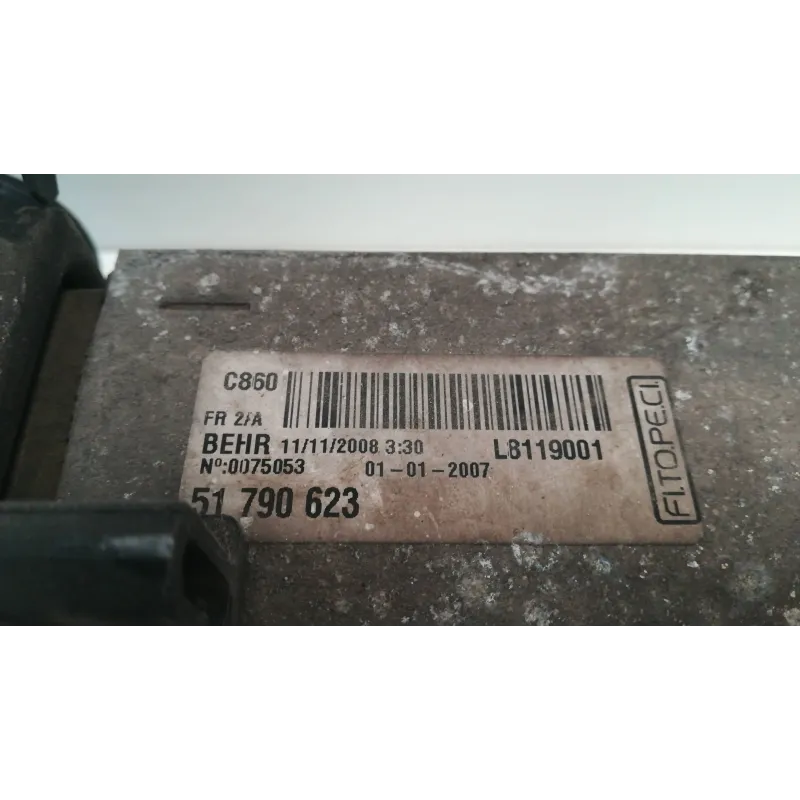 C860
FR 2/A
BEHR 11/11/2008 3:30 L8119001
Nº:0075053 01-01-2007
51 790 623
FI.TO.PE.CI.